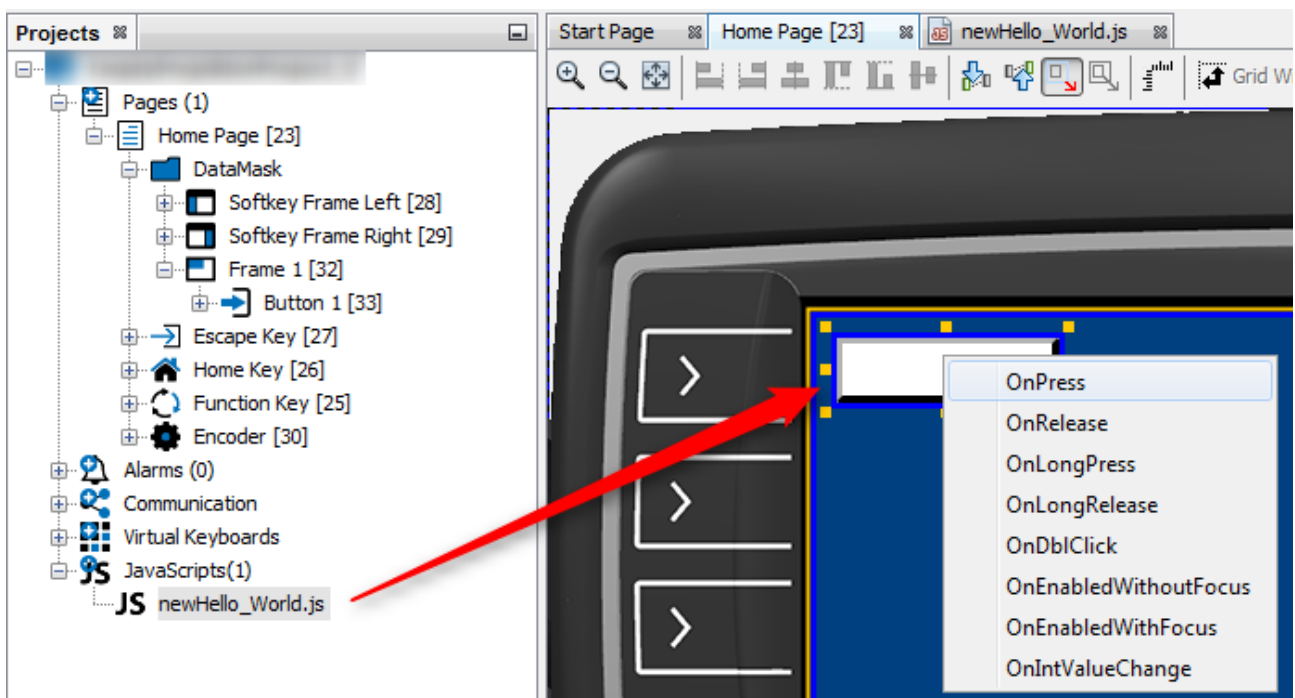 Projects
Pages (1)
Home Page [23]
DataMask
Softkey Frame Left [28]
Softkey Frame Right [29]
Frame 1 [32]
Button 1 [33]
Escape Key [27]
Home Key [26]
Function Key [25]
Encoder [30]
Alarms (0)
Communication
Virtual Keyboards
JavaScripts(1)
JS newHello_World.js
Start Page
Home Page [23]
newHello_World.js
Grid Wi
OnPress
OnRelease
OnLongPress
OnLongRelease
OnDblClick
OnEnabledWithoutFocus
OnEnabledWithFocus
OnIntValueChange